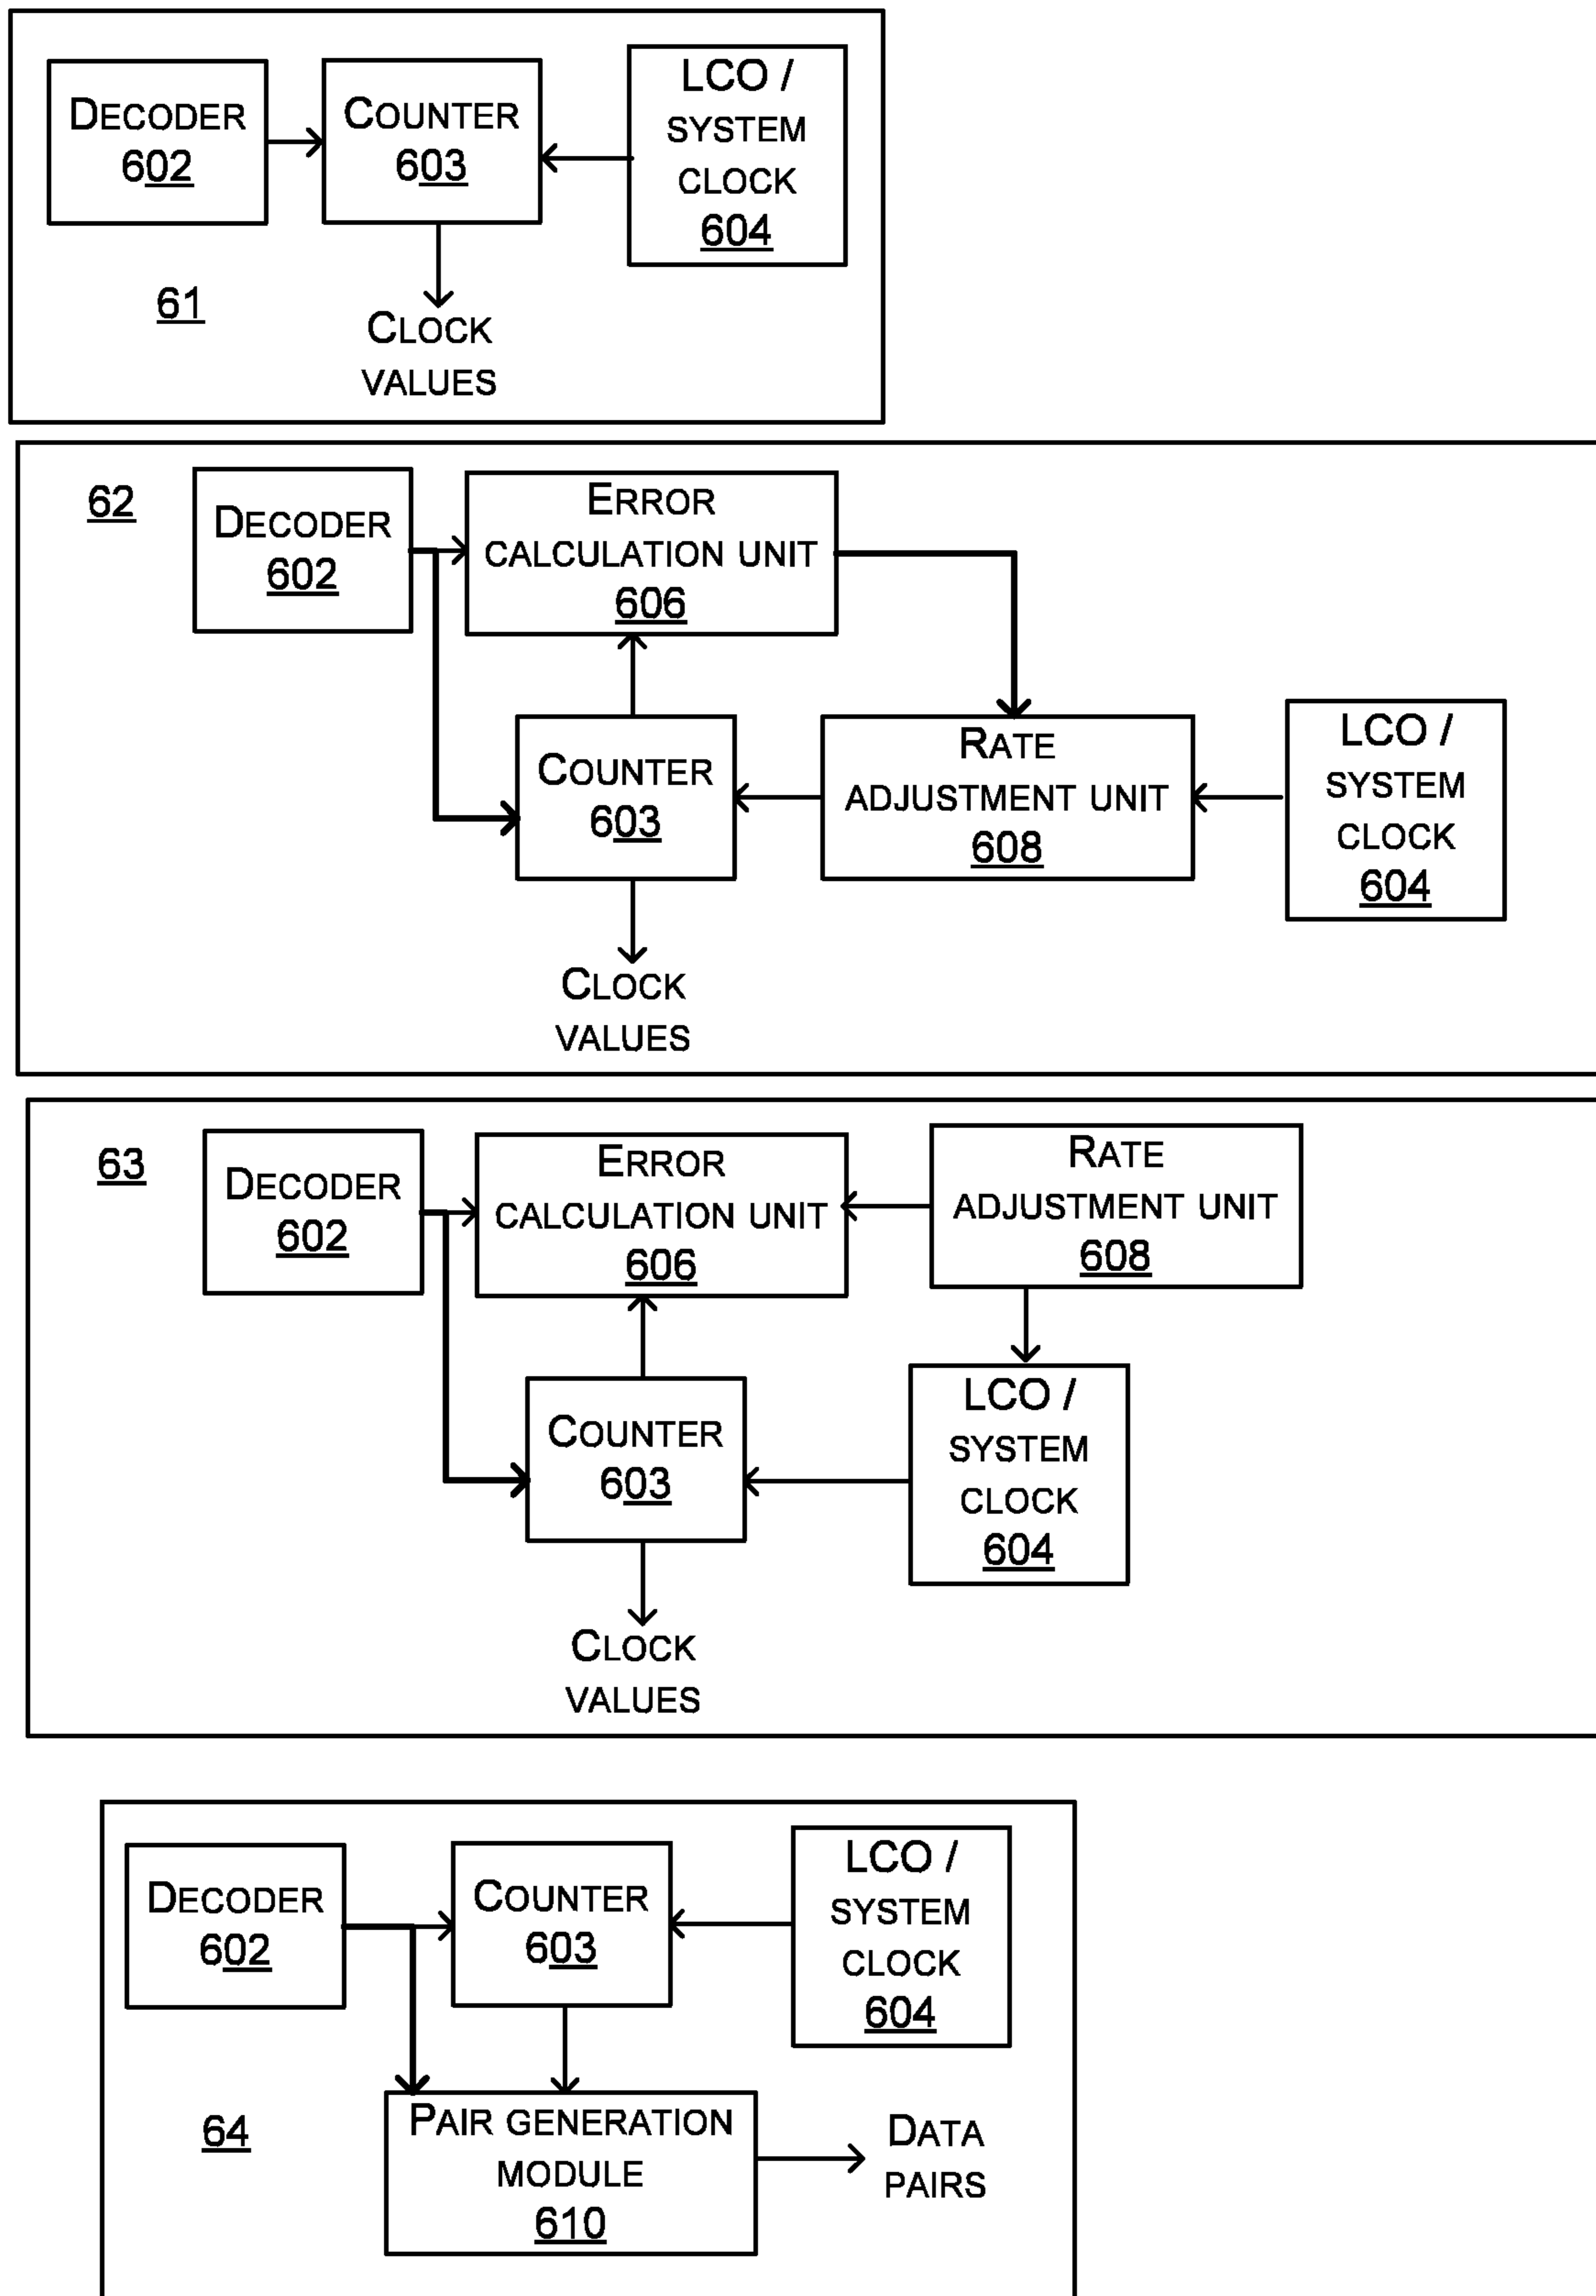 DECODER
602
COUNTER
603
LCO /
SYSTEM
CLOCK
604
61
CLOCK
VALUES
62
DECODER
602
ERROR
CALCULATION UNIT
606
COUNTER
603
RATE
ADJUSTMENT UNIT
608
LCO /
SYSTEM
CLOCK
604
CLOCK
VALUES
63
DECODER
602
ERROR
CALCULATION UNIT
606
RATE
ADJUSTMENT UNIT
608
COUNTER
603
LCO /
SYSTEM
CLOCK
604
CLOCK
VALUES
DECODER
602
COUNTER
603
LCO /
SYSTEM
CLOCK
604
64
PAIR GENERATION
MODULE
610
DATA
PAIRS